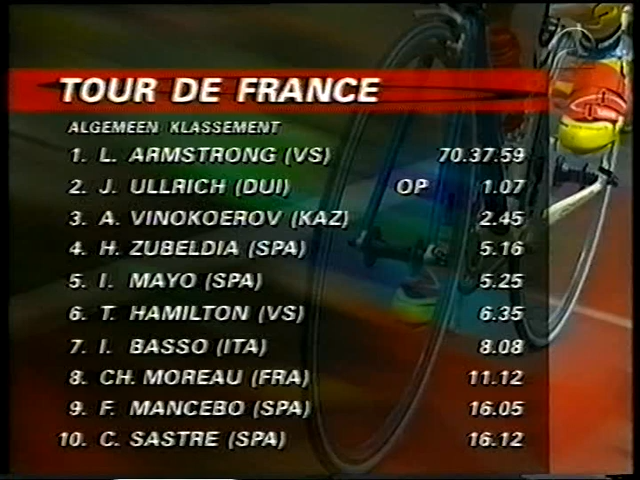 TOUR DE FRANCE
ALGEMEEN KLASSEMENT
1. L. ARMSTRONG (VS) 70.37.59
2. J. ULLRICH (DUI) OP 1.07
3. A. VINOKOEROV (KAZ) 2.45
4. H. ZUBELDIA (SPA) 5.16
5. I. MAYO (SPA) 5.25
6. T. HAMILTON (VS) 6.35
7. I. BASSO (ITA) 8.08
8. CH. MOREAU (FRA) 11.12
9. F. MANCEBO (SPA) 16.05
10. C. SASTRE (SPA) 16.12